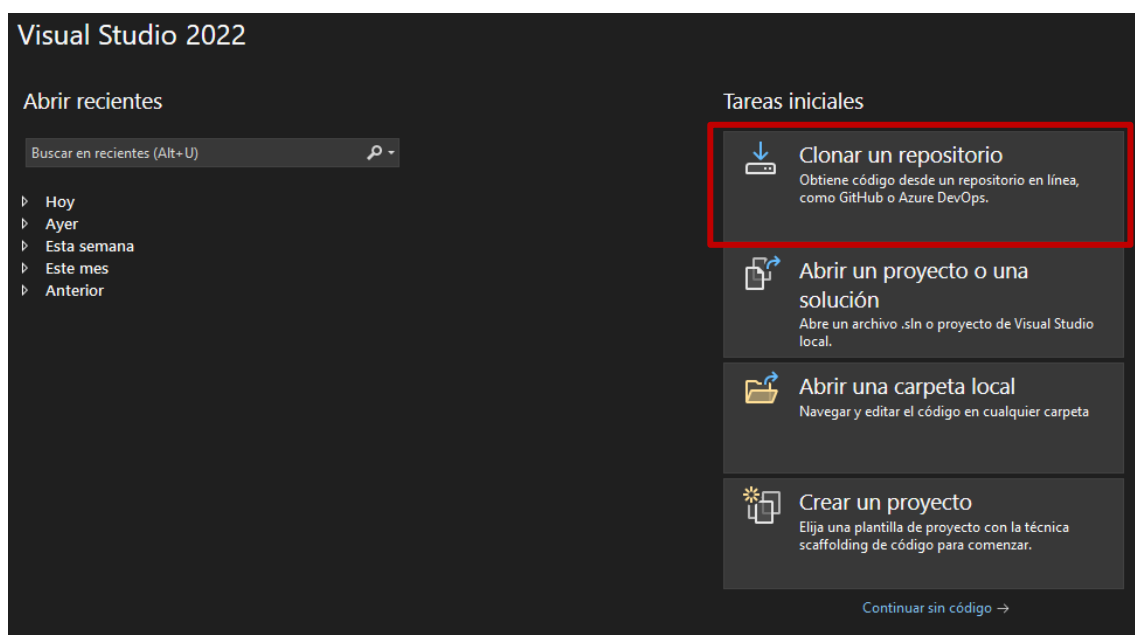 Visual Studio 2022
Abrir recientes
Buscar en recientes (Alt+U)
Hoy
Ayer
Esta semana
Este mes
Anterior
Tareas iniciales
Clonar un repositorio
Obtiene código desde un repositorio en línea,
como GitHub o Azure DevOps.
Abrir un proyecto o una
solución
Abre un archivo .sln o proyecto de Visual Studio
local.
Abrir una carpeta local
Navegar y editar el código en cualquier carpeta
Crear un proyecto
Elija una plantilla de proyecto con la técnica
scaffolding de código para comenzar.
Continuar sin código →